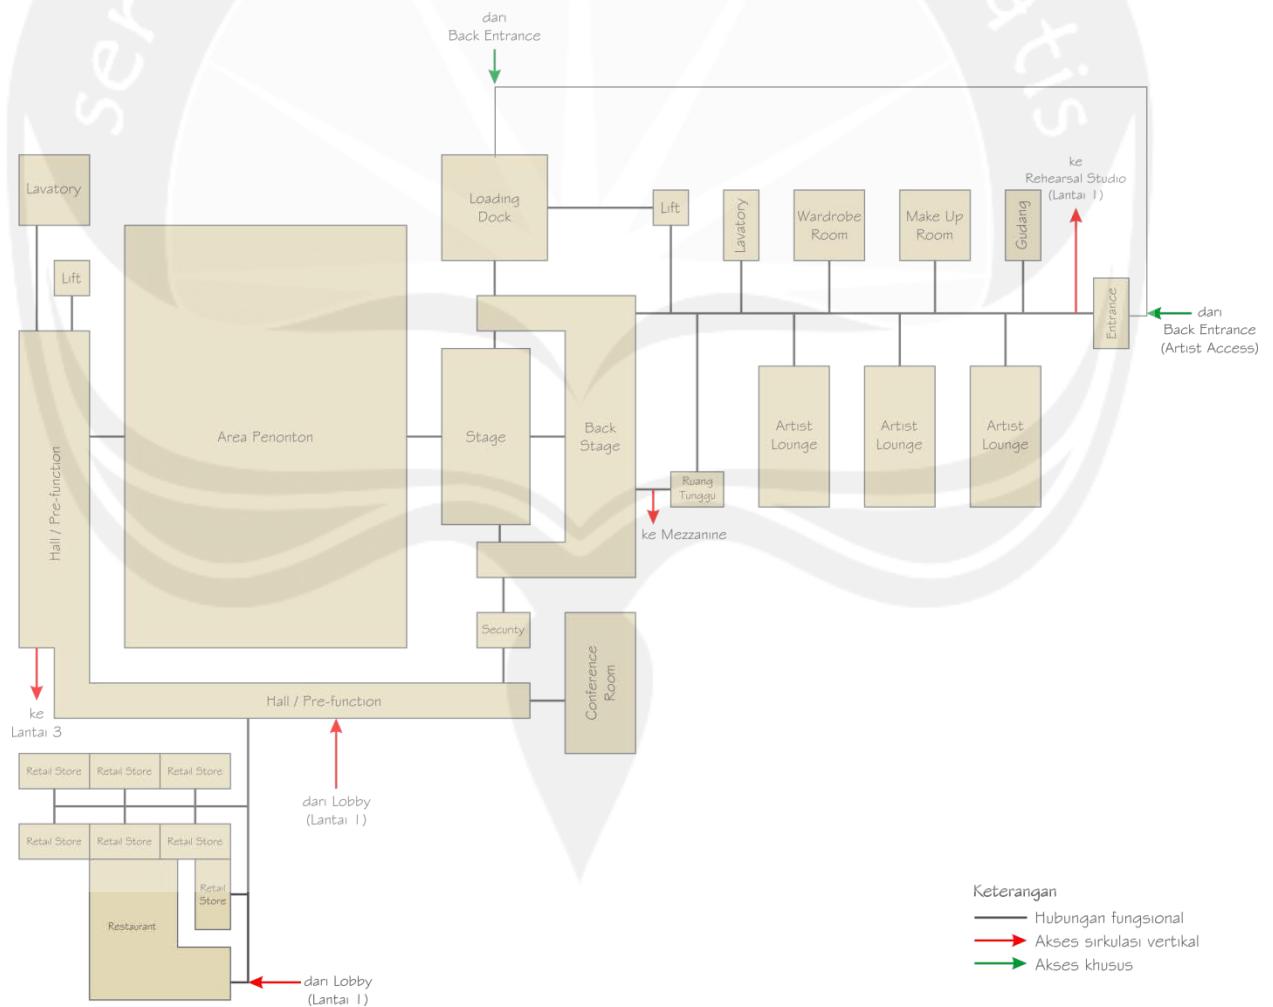 dari
Back Entrance
ser
atis
Lavatory
Loading
Dock
Lift
Lavatory
Wardrobe
Room
Make Up
Room
Gudang
ke
Rehearsal Studio
(Lantai 1)
Lift
Entrance
dari
Back Entrance
(Artist Access)
Hall / Pre-function
Area Penonton
Stage
Back
Stage
Artist
Lounge
Artist
Lounge
Artist
Lounge
Ruang
Tunggu
ke Mezzanine
Security
Conference
Room
Hall / Pre-function
ke
Lantai 3
Retail Store
Retail Store
Retail Store
dari Lobby
(Lantai 1)
Retail Store
Retail Store
Retail Store
Retail
Store
Restaurant
dari Lobby
(Lantai 1)
Keterangan
Hubungan fungsional
Akses sirkulasi vertikal
Akses khusus